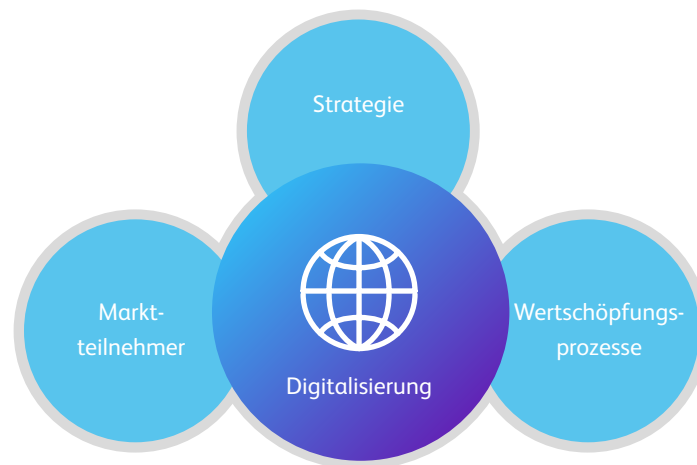 Strategie
Markt-
teilnehmer
Wertschöpfungs-
prozesse
Digitalisierung